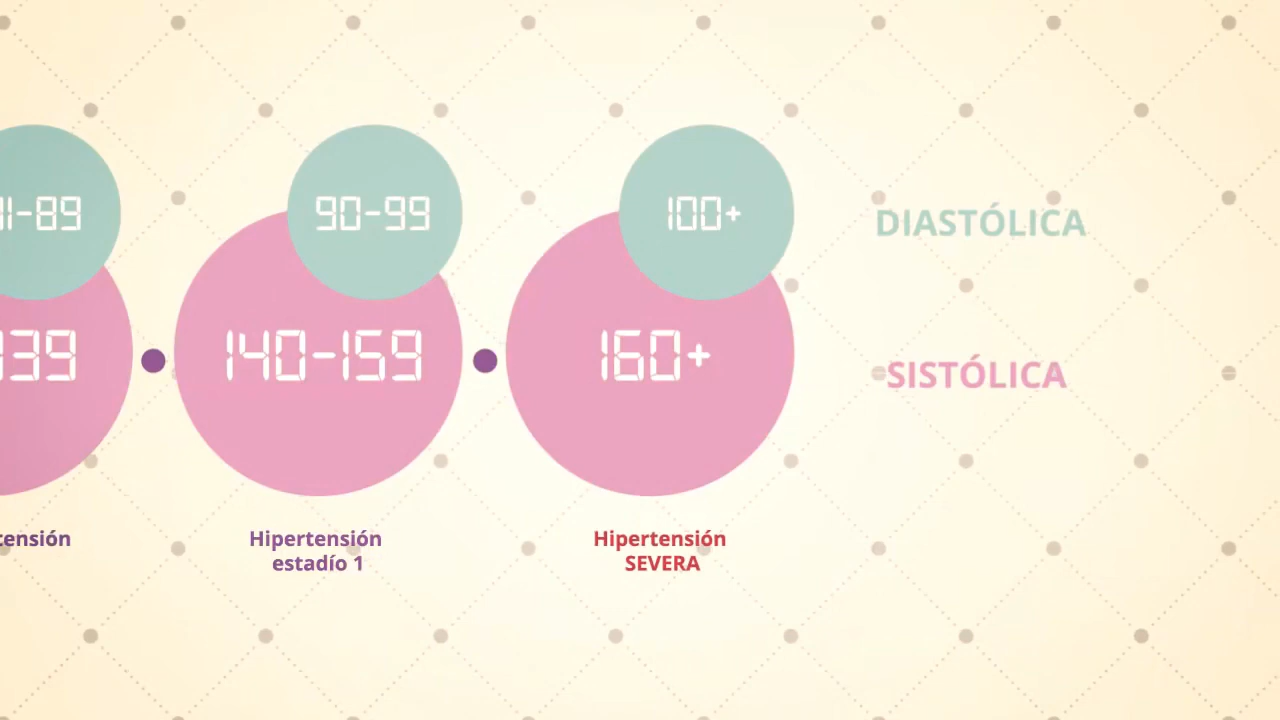 90-99
100+
DIASTÓLICA
140-159
160+
SISTÓLICA
Hipertensión
estadío 1
Hipertensión
SEVERA